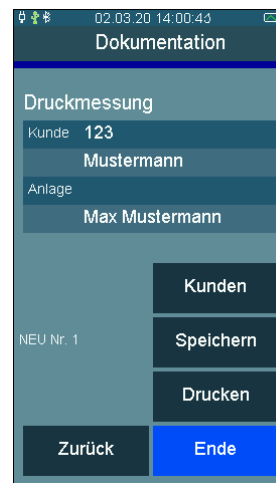 02.03.20 14:00:43
Dokumentation
Druckmessung
Kunde 123
Mustermann
Anlage
Max Mustermann
Kunden
NEU Nr. 1 Speichern
Drucken
Zurück Ende